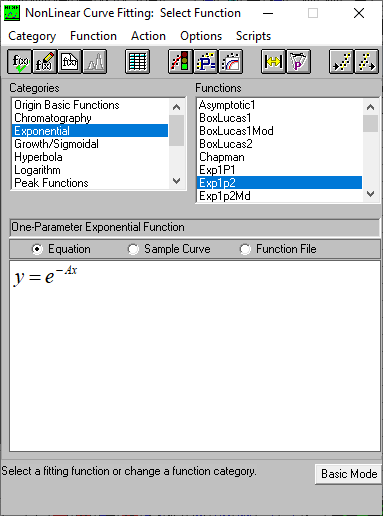 NonLinear Curve Fitting: Select Function
Category Function Action Options Scripts
Categories
Origin Basic Functions
Chromatography
Exponential
Growth/Sigmoidal
Hyperbola
Logarithm
Peak Functions
Functions
Asymptotic1
BoxLucas1
BoxLucas1Mod
BoxLucas2
Chapman
Exp1P1
Exp1p2
Exp1p2Md
One-Parameter Exponential Function
Equation Sample Curve Function File
y = e^{-Ax}
Select a fitting function or change a function category.
Basic Mode